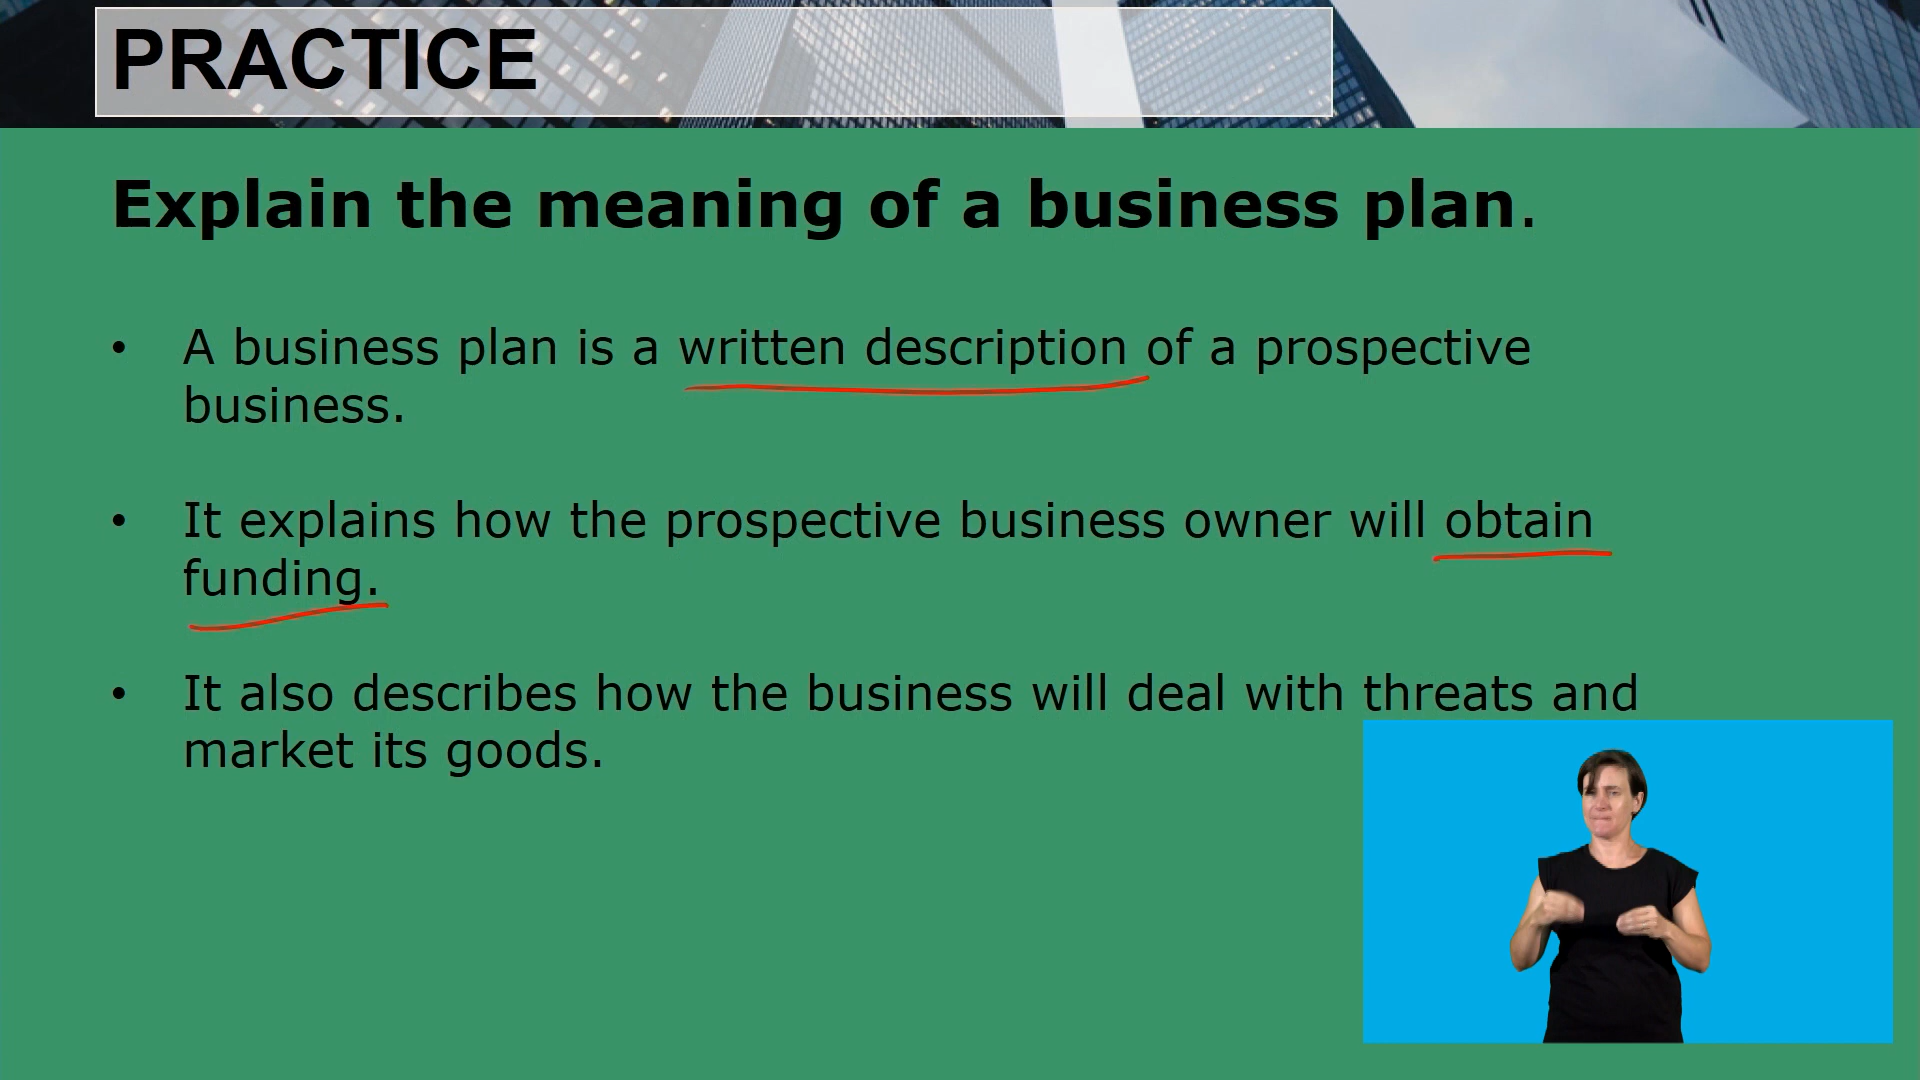 PRACTICE
Explain the meaning of a business plan.
• A business plan is a written description of a prospective
business.
• It explains how the prospective business owner will obtain
funding.
• It also describes how the business will deal with threats and
market its goods.